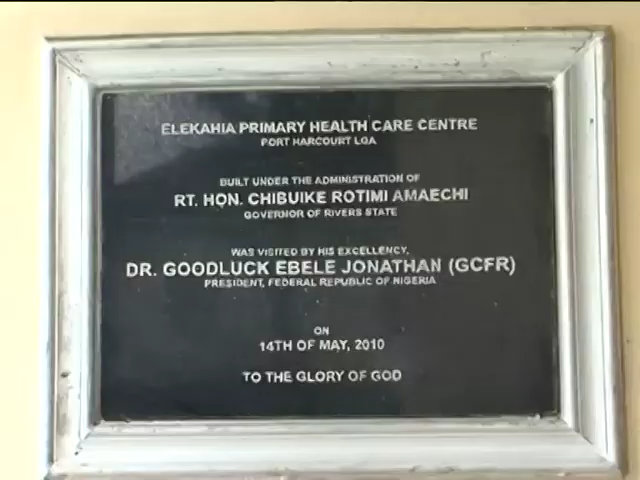 ELEKAHIA PRIMARY HEALTH CARE CENTRE
PORT HARCOURT LGA
BUILT UNDER THE ADMINISTRATION OF
RT. HON. CHIBUIKE ROTIMI AMAECHI
GOVERNOR OF RIVERS STATE
WAS VISITED BY HIS EXCELLENCY,
DR. GOODLUCK EBELE JONATHAN (GCFR)
PRESIDENT, FEDERAL REPUBLIC OF NIGERIA
ON
14TH OF MAY, 2010
TO THE GLORY OF GOD